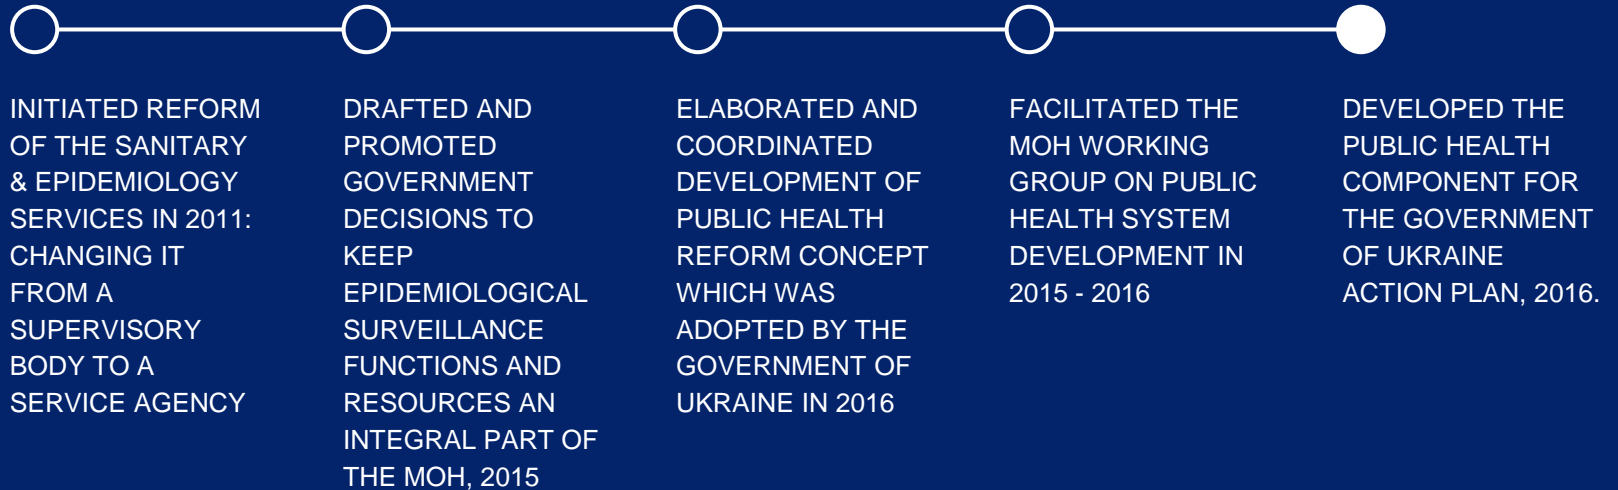 INITIATED REFORM
OF THE SANITARY
& EPIDEMIOLOGY
SERVICES IN 2011:
CHANGING IT
FROM A
SUPERVISORY
BODY TO A
SERVICE AGENCY
DRAFTED AND
PROMOTED
GOVERNMENT
DECISIONS TO
KEEP
EPIDEMIOLOGICAL
SURVEILLANCE
FUNCTIONS AND
RESOURCES AN
INTEGRAL PART OF
THE MOH, 2015
ELABORATED AND
COORDINATED
DEVELOPMENT OF
PUBLIC HEALTH
REFORM CONCEPT
WHICH WAS
ADOPTED BY THE
GOVERNMENT OF
UKRAINE IN 2016
FACILITATED THE
MOH WORKING
GROUP ON PUBLIC
HEALTH SYSTEM
DEVELOPMENT IN
2015 - 2016
DEVELOPED THE
PUBLIC HEALTH
COMPONENT FOR
THE GOVERNMENT
OF UKRAINE
ACTION PLAN, 2016.